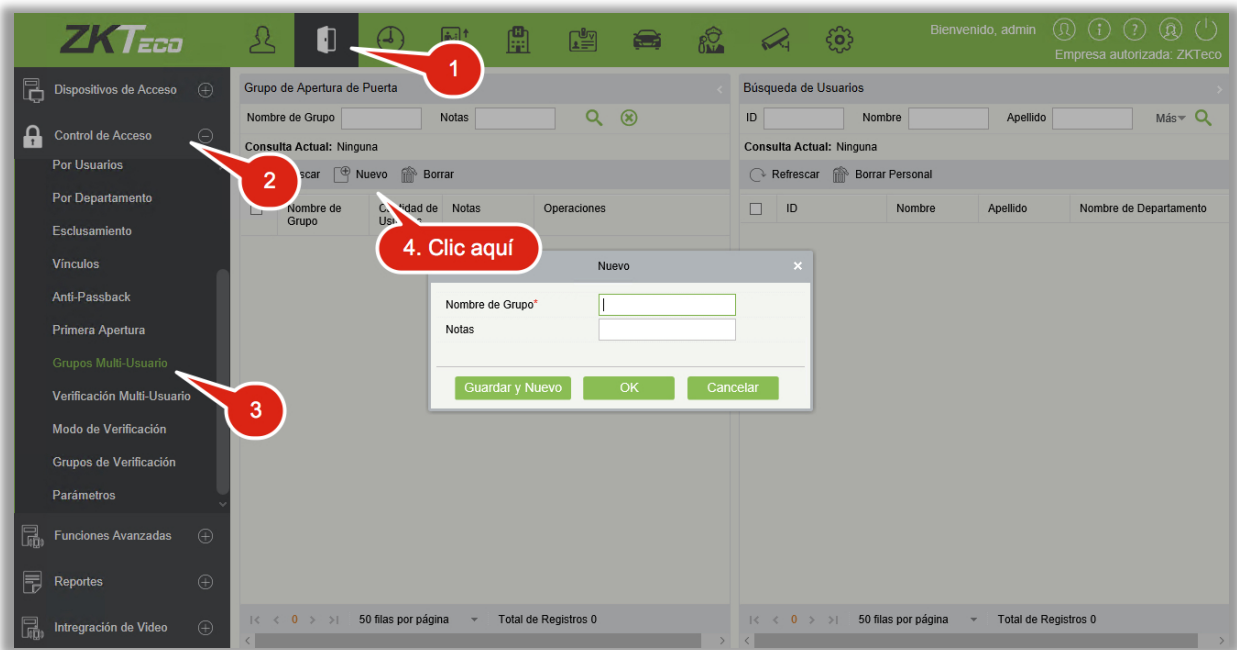 ZKTeco
Bienvenido, admin
Empresa autorizada: ZKTeco
1
Dispositivos de Acceso
Control de Acceso
2
Por Usuarios
Por Departamento
Esclusamiento
Vínculos
Anti-Passback
Primera Apertura
Grupos Multi-Usuario
3
Verificación Multi-Usuario
Modo de Verificación
Grupos de Verificación
Parámetros
Funciones Avanzadas
Reportes
Intregración de Video
Grupo de Apertura de Puerta
Nombre de Grupo Notas
Consulta Actual: Ninguna
scar Nuevo Borrar
Nombre de Grupo Notas Operaciones
4. Clic aquí
Búsqueda de Usuarios
ID Nombre Apellido Más
Consulta Actual: Ninguna
Refrescar Borrar Personal
ID Nombre Apellido Nombre de Departamento
Nuevo
Nombre de Grupo*
Notas
Guardar y Nuevo OK Cancelar
0 50 filas por página Total de Registros 0
0 50 filas por página Total de Registros 0